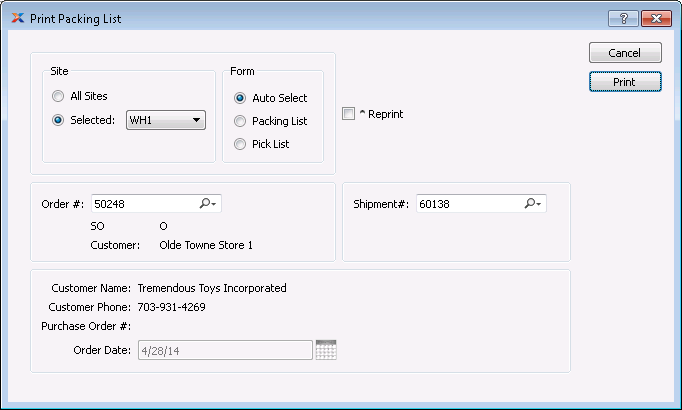 Print Packing List
Site
All Sites
Selected: WH1
Form
Auto Select
Packing List
Pick List
^ Reprint
Cancel
Print
Order #: 50248
SO O
Customer: Olde Towne Store 1
Shipment#: 60138
Customer Name: Tremendous Toys Incorporated
Customer Phone: 703-931-4269
Purchase Order #:
Order Date: 4/28/14